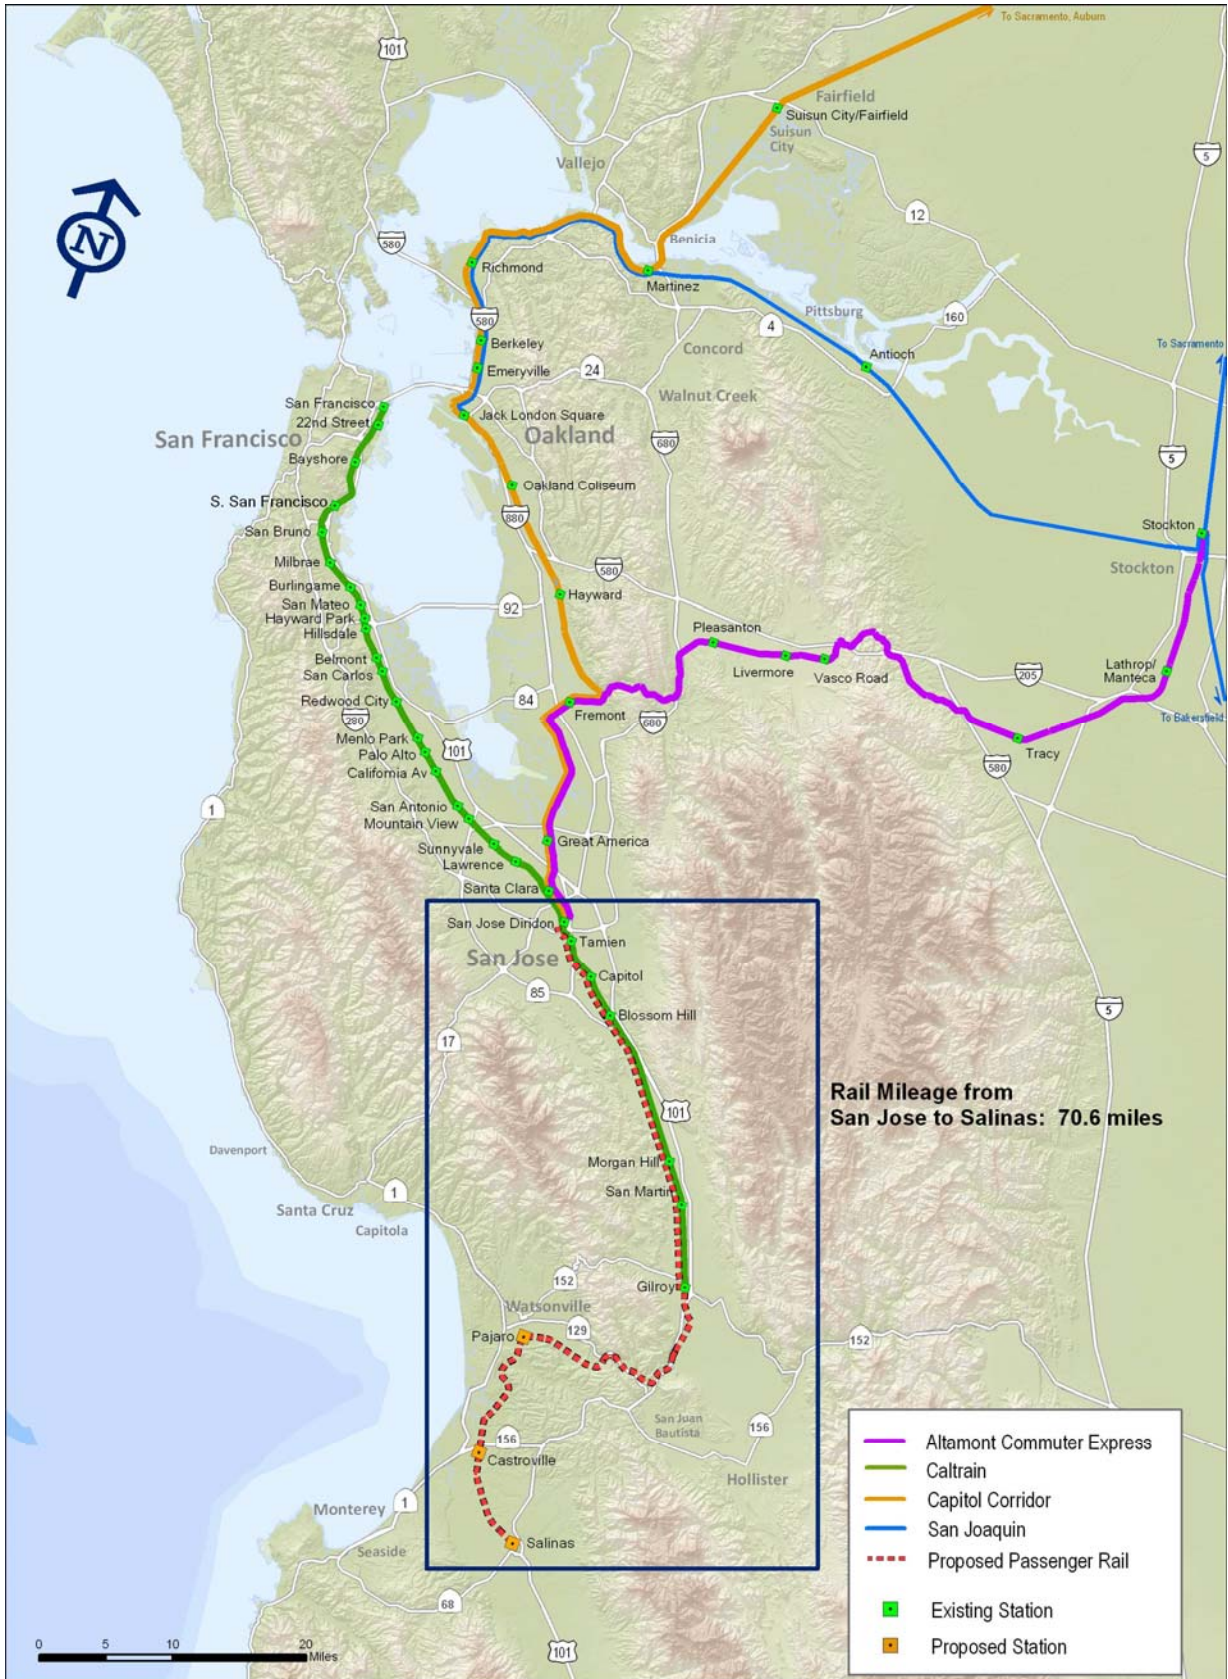 To Sacramento, Auburn
101
Fairfield
Suisun City/Fairfield
Suisun
City
5
Vallejo
N
12
580
Benicia
Richmond
Martinez
Pittsburg
160
580
4
Berkeley
Concord
Antioch
To Sacramento
Emeryville
24
Walnut Creek
San Francisco
Jack London Square
22nd Street
San Francisco
Oakland
680
Bayshore
5
Oakland Coliseum
S. San Francisco
880
Stockton
San Bruno
Milbrae
580
Stockton
Burlingame
Hayward
San Mateo
92
Hayward Park
Hillsdale
Pleasanton
Belmont
Livermore
Vasco Road
Lathrop/
Manteca
San Carlos
205
Redwood City
84
Fremont
280
680
To Bakersfield
Menlo Park
101
Tracy
Palo Alto
580
California Av
1
San Antonio
Mountain View
Sunnyvale
Great America
Lawrence
Santa Clara
San Jose Diridon
Tamien
San Jose
Capitol
85
5
Blossom Hill
17
Rail Mileage from
San Jose to Salinas: 70.6 miles
101
Davenport
Morgan Hill
San Martin
1
Santa Cruz
Capitola
152
Gilroy
Watsonville
Pajaro
129
152
San Juan
Bautista
156
156
Castroville
Hollister
Monterey
1
Seaside
Salinas
68
101
Altamont Commuter Express
Caltrain
Capitol Corridor
San Joaquin
Proposed Passenger Rail
Existing Station
Proposed Station
0 5 10 20
Miles